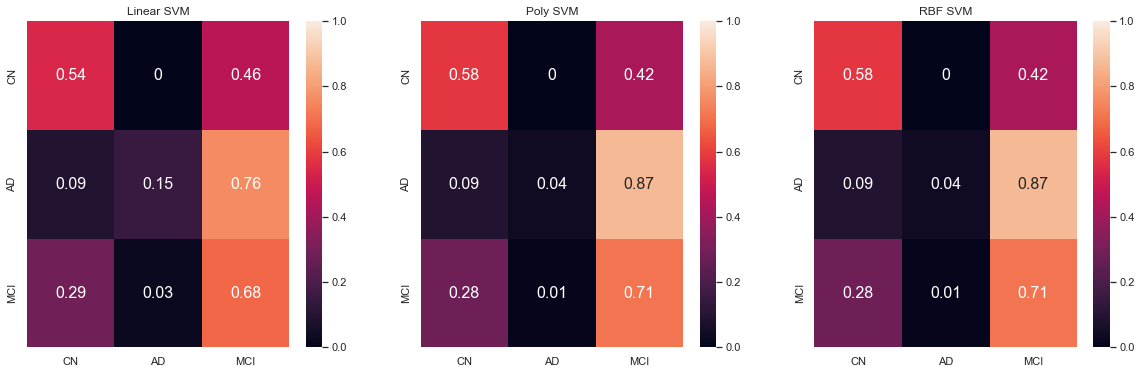 Linear SVM
CN
0.54 0 0.46
AD
0.09 0.15 0.76
MCI
0.29 0.03 0.68
CN AD MCI
1.0
0.8
0.6
0.4
0.2
0.0
Poly SVM
CN
0.58 0 0.42
AD
0.09 0.04 0.87
MCI
0.28 0.01 0.71
CN AD MCI
1.0
0.8
0.6
0.4
0.2
0.0
RBF SVM
CN
0.58 0 0.42
AD
0.09 0.04 0.87
MCI
0.28 0.01 0.71
CN AD MCI
1.0
0.8
0.6
0.4
0.2
0.0